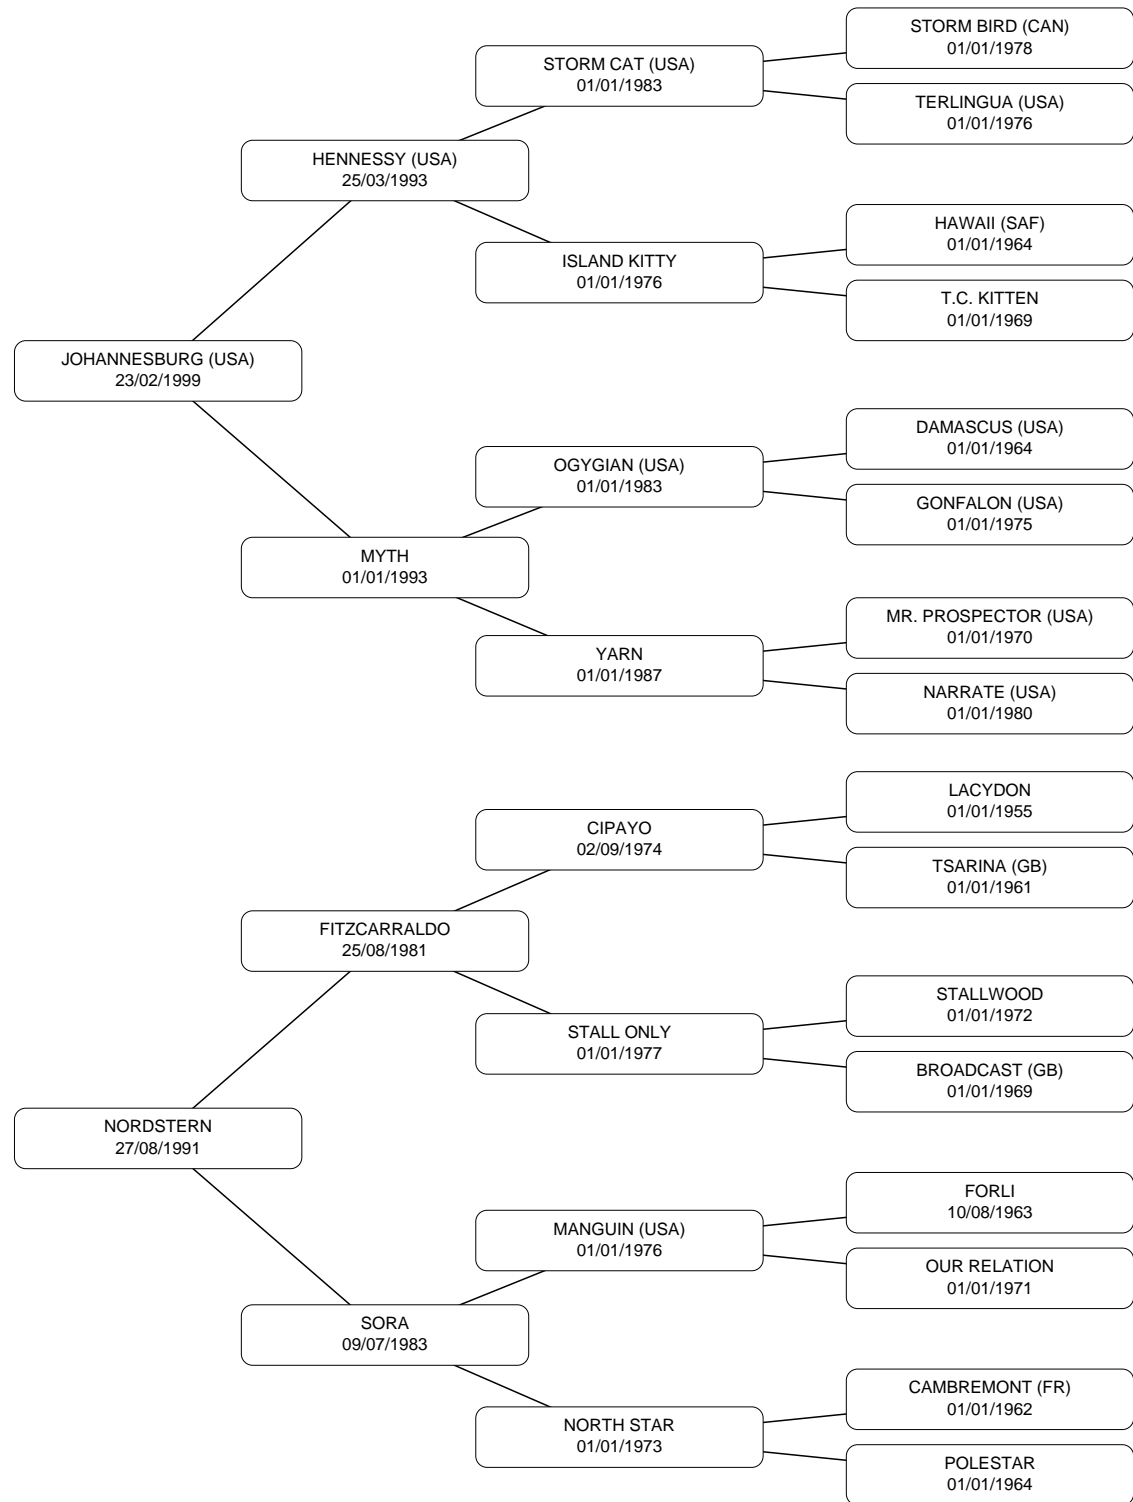 STORM BIRD (CAN)
01/01/1978
STORM CAT (USA)
01/01/1983
TERLINGUA (USA)
01/01/1976
HENNESSY (USA)
25/03/1993
HAWAII (SAF)
01/01/1964
ISLAND KITTY
01/01/1976
T.C. KITTEN
01/01/1969
JOHANNESBURG (USA)
23/02/1999
DAMASCUS (USA)
01/01/1964
OGYGIAN (USA)
01/01/1983
GONFALON (USA)
01/01/1975
MYTH
01/01/1993
MR. PROSPECTOR (USA)
01/01/1970
YARN
01/01/1987
NARRATE (USA)
01/01/1980
LACYDON
01/01/1955
CIPAYO
02/09/1974
TSARINA (GB)
01/01/1961
FITZCARRALDO
25/08/1981
STALLWOOD
01/01/1972
STALL ONLY
01/01/1977
BROADCAST (GB)
01/01/1969
NORDSTERN
27/08/1991
FORLI
10/08/1963
MANGUIN (USA)
01/01/1976
OUR RELATION
01/01/1971
SORA
09/07/1983
CAMBREMONT (FR)
01/01/1962
NORTH STAR
01/01/1973
POLESTAR
01/01/1964